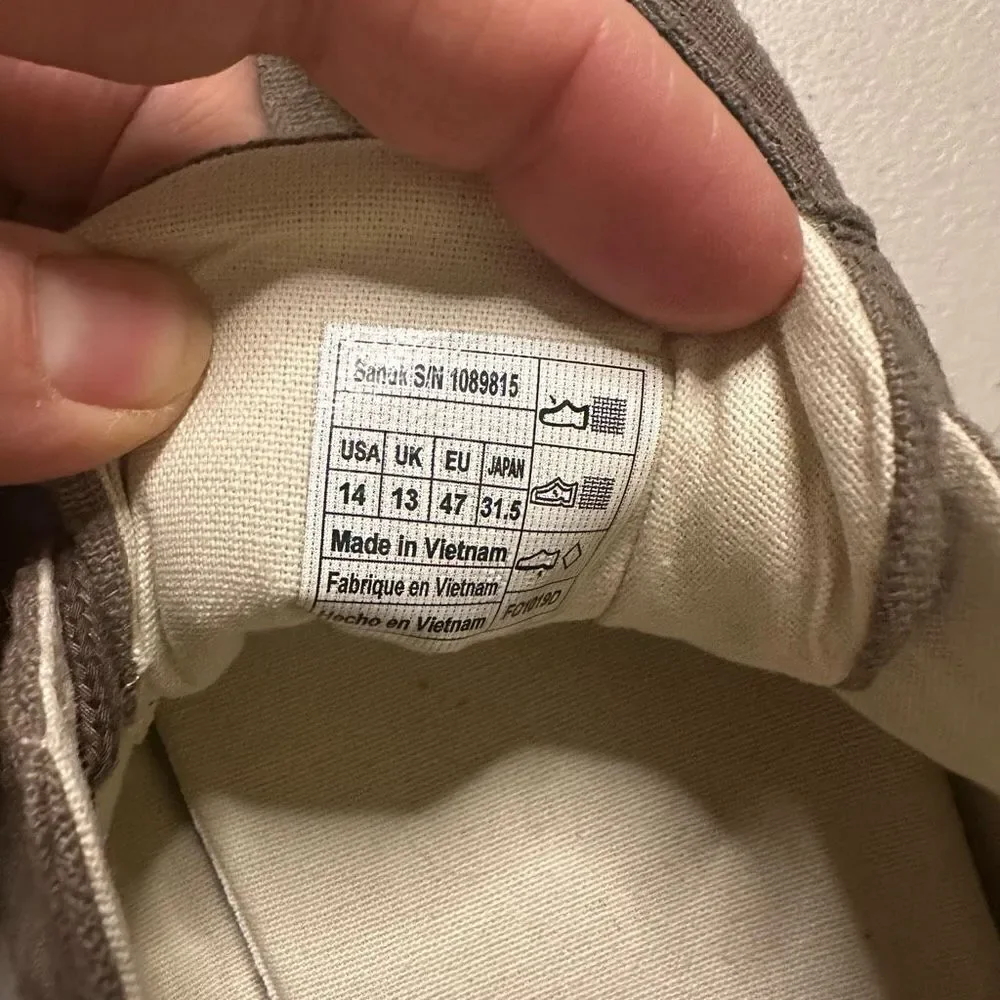 Sanuk S/N 1089815
USA UK EU JAPAN
14 13 47 31.5
Made in Vietnam
Fabrique en Vietnam
Hecho en Vietnam
FD1019D